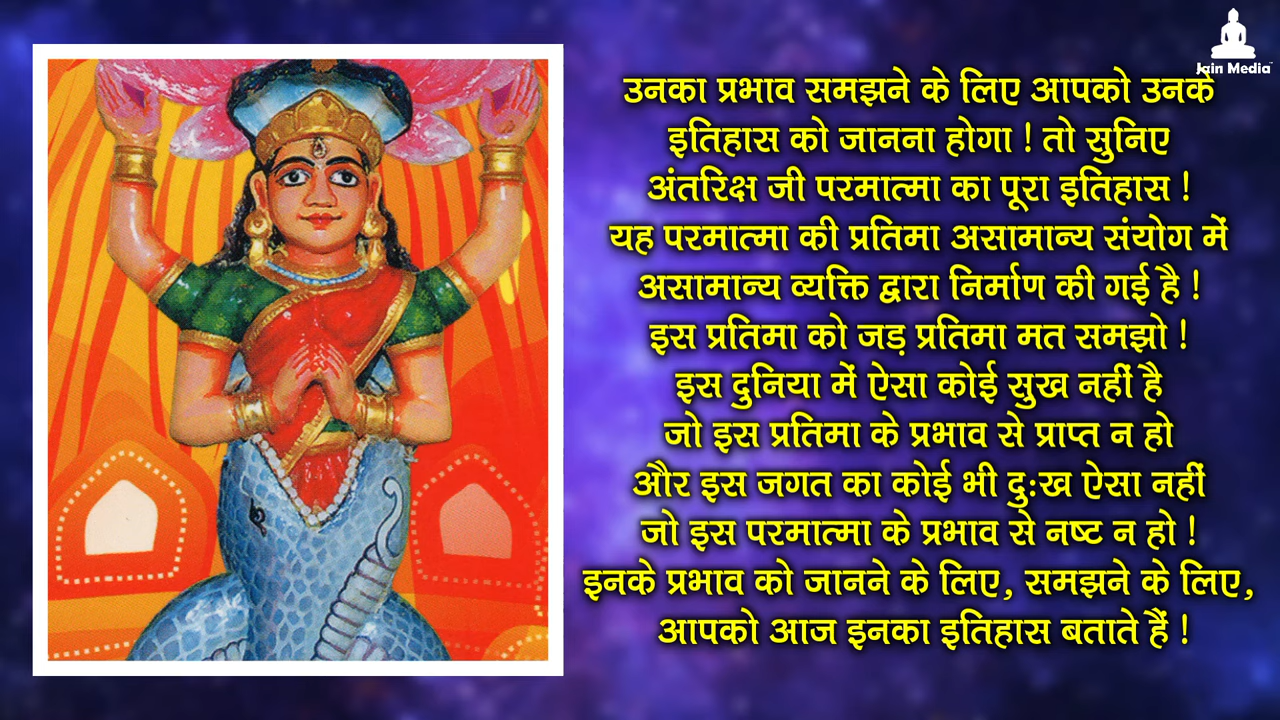 Jain Media
उनका प्रभाव समझने के लिए आपको उनके
इतिहास को जानना होगा ! तो सुनिए
अंतरिक्ष जी परमात्मा का पूरा इतिहास !
यह परमात्मा की प्रतिमा असामान्य संयोग में
असामान्य व्यक्ति द्वारा निर्माण की गई है !
इस प्रतिमा को जड़ प्रतिमा मत समझो !
इस दुनिया में ऐसा कोई सुख नहीं है
जो इस प्रतिमा के प्रभाव से प्राप्त न हो
और इस जगत का कोई भी दु:ख ऐसा नहीं
जो इस परमात्मा के प्रभाव से नष्ट न हो !
इनके प्रभाव को जानने के लिए, समझने के लिए,
आपको आज इनका इतिहास बताते हैं !